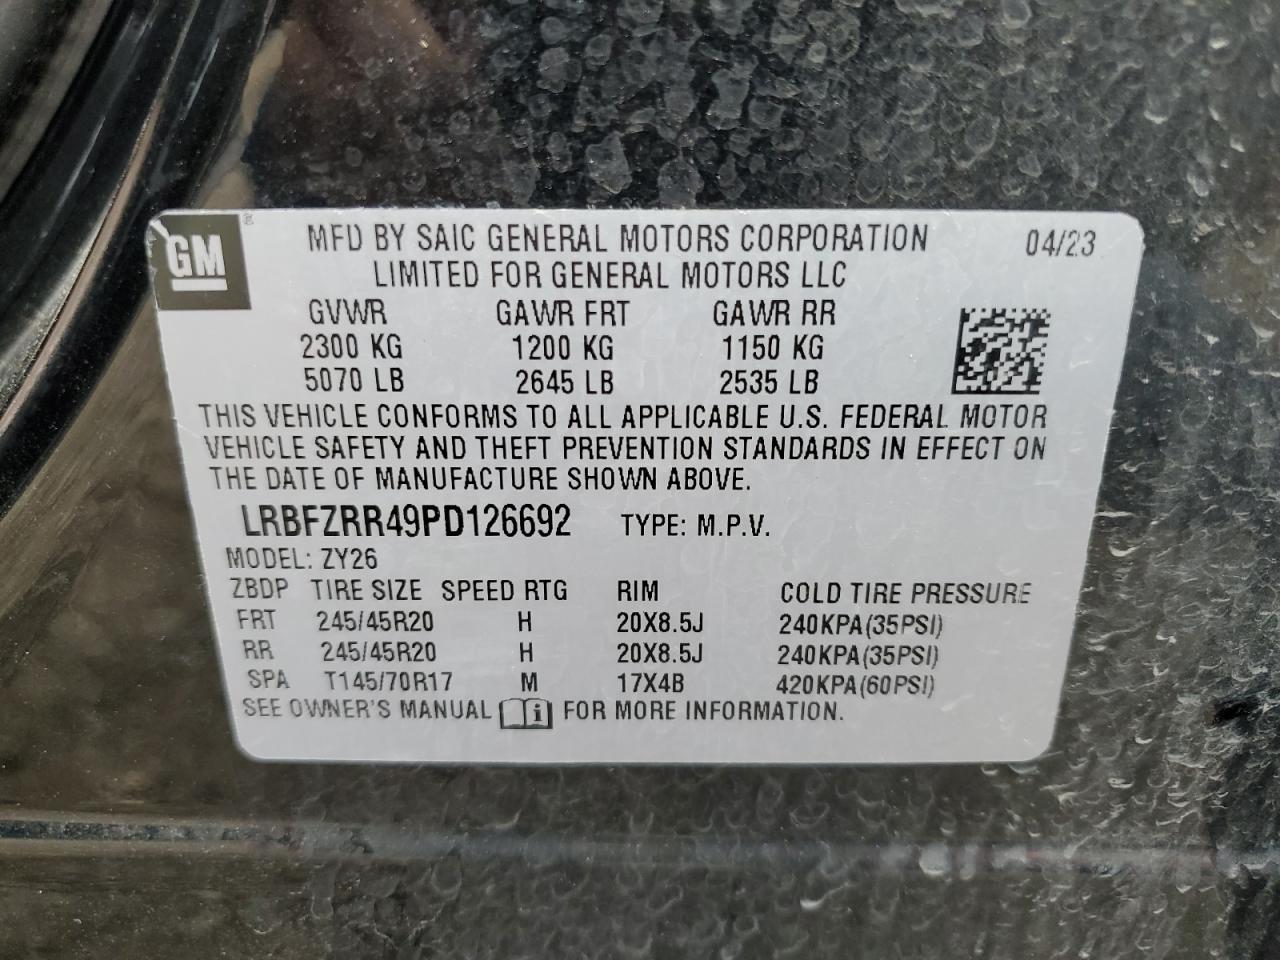 GM
MFD BY SAIC GENERAL MOTORS CORPORATION 04/23
LIMITED FOR GENERAL MOTORS LLC
GVWR GAWR FRT GAWR RR
2300 KG 1200 KG 1150 KG
5070 LB 2645 LB 2535 LB
THIS VEHICLE CONFORMS TO ALL APPLICABLE U.S. FEDERAL MOTOR
VEHICLE SAFETY AND THEFT PREVENTION STANDARDS IN EFFECT ON
THE DATE OF MANUFACTURE SHOWN ABOVE.
LRBFZRR49PD126692 TYPE: M.P.V.
MODEL: ZY26
ZBDP TIRE SIZE SPEED RTG RIM COLD TIRE PRESSURE
FRT 245/45R20 H 20X8.5J 240KPA(35PSI)
RR 245/45R20 H 20X8.5J 240KPA(35PSI)
SPA T145/70R17 M 17X4B 420KPA(60PSI)
SEE OWNER'S MANUAL i FOR MORE INFORMATION.